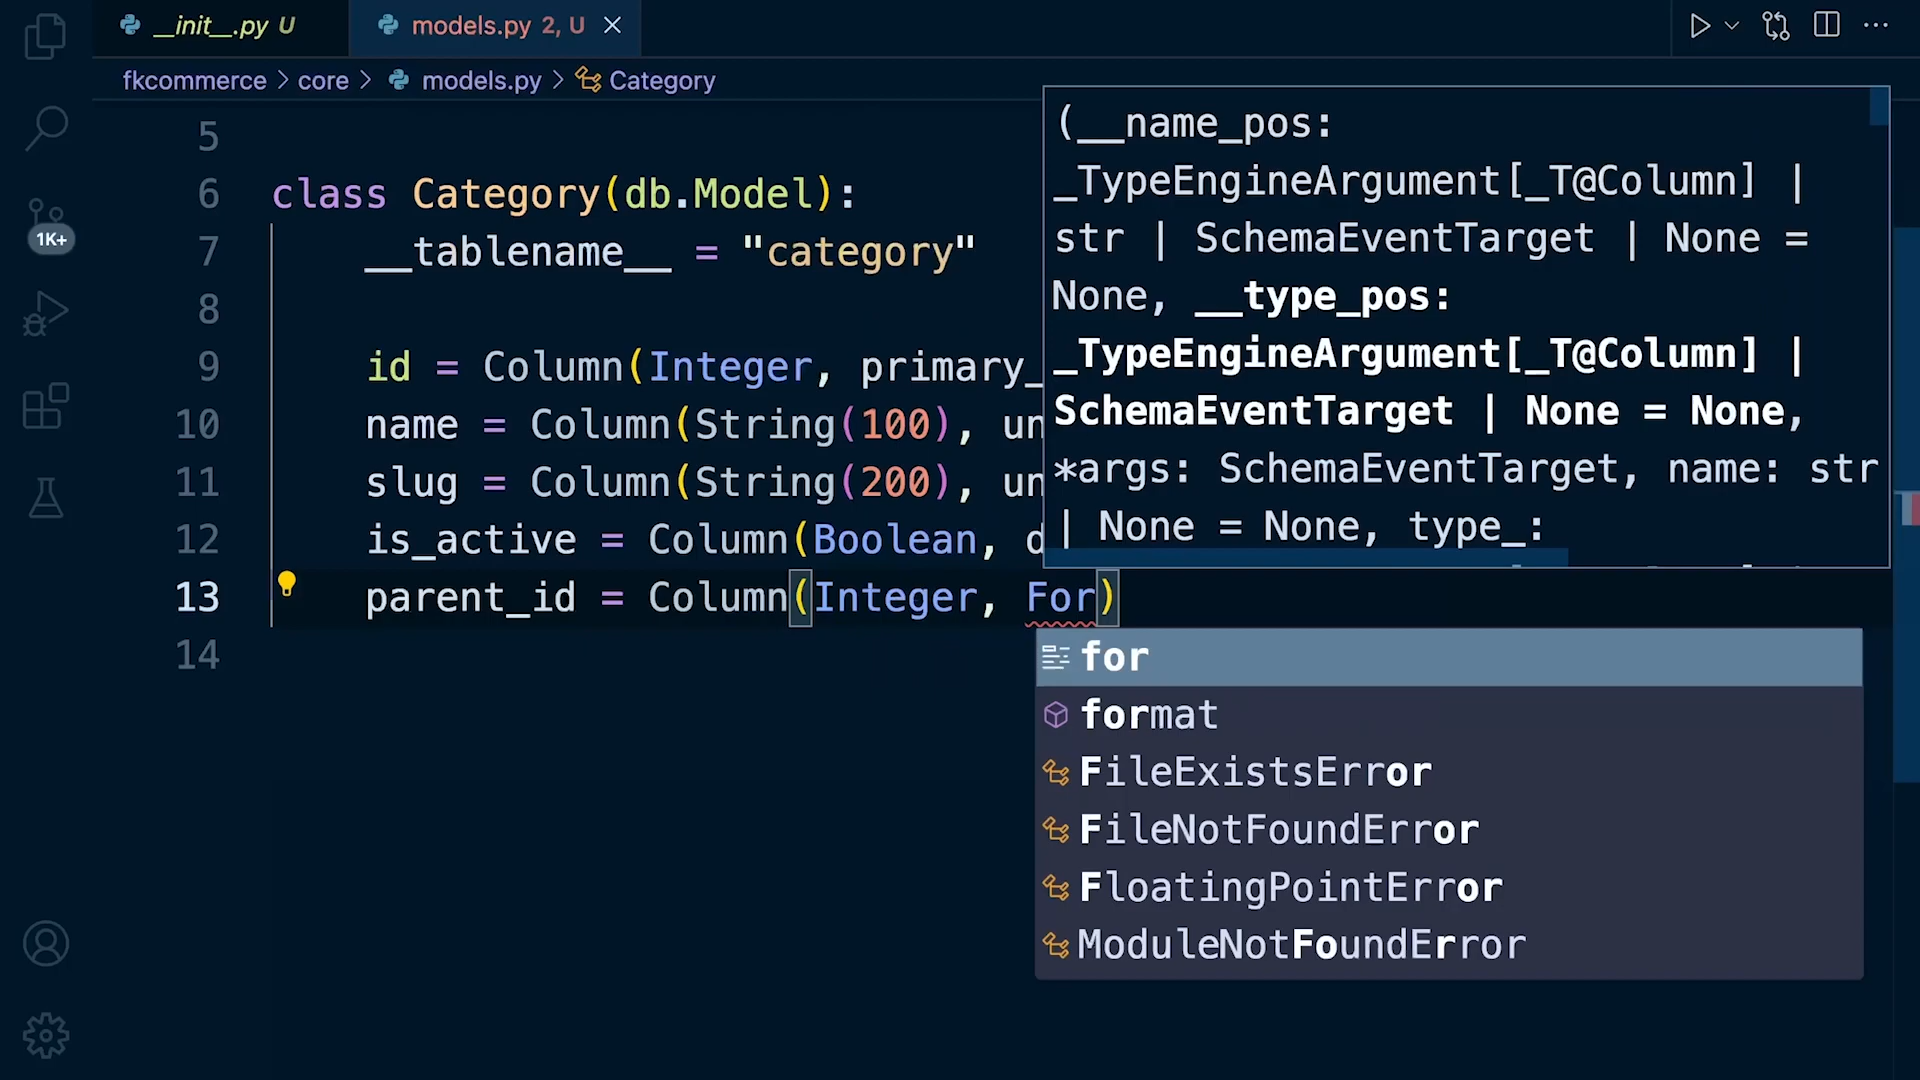 __init__.py U
models.py 2, U
fkcommerce > core > models.py > Category
5
6 class Category(db.Model):
7 __tablename__ = "category"
8
9 id = Column(Integer, primary_
10 name = Column(String(100), un
11 slug = Column(String(200), un
12 is_active = Column(Boolean, d
13 parent_id = Column(Integer, For)
14
(__name_pos:
_TypeEngineArgument[_T@Column] |
str | SchemaEventTarget | None =
None, __type_pos:
_TypeEngineArgument[_T@Column] |
SchemaEventTarget | None = None,
*args: SchemaEventTarget, name: str
| None = None, type_:
for
format
FileExistsError
FileNotFoundError
FloatingPointError
ModuleNotFoundError
1K+